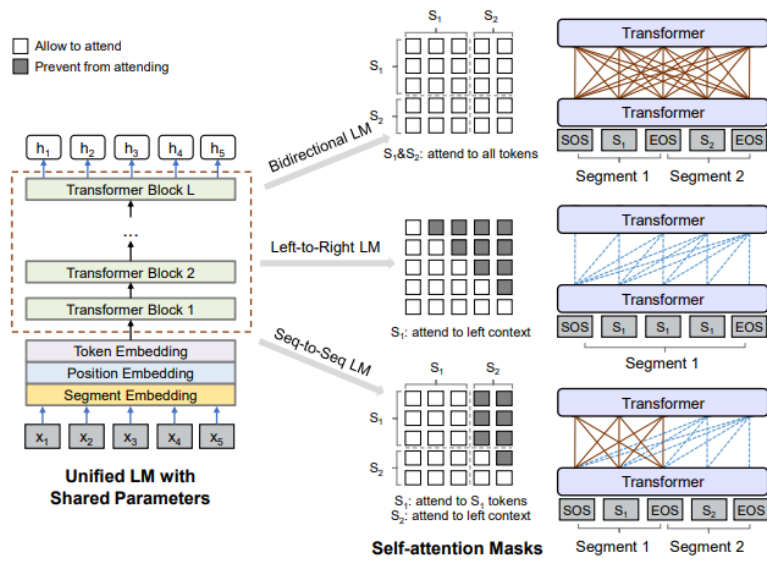 Allow to attend
Prevent from attending
h1 h2 h3 h4 h5
Transformer Block L
...
Transformer Block 2
Transformer Block 1
Token Embedding
Position Embedding
Segment Embedding
x1 x2 x3 x4 x5
Unified LM with
Shared Parameters
Bidirectional LM
Left-to-Right LM
Seq-to-Seq LM
S1 S2
S1
S2
S1&S2: attend to all tokens
S1: attend to left context
S1 S2
S1
S2
S1: attend to S1 tokens
S2: attend to left context
Self-attention Masks
Transformer
Transformer
SOS S1 EOS S2 EOS
Segment 1 Segment 2
Transformer
Transformer
SOS S1 S1 S1 EOS
Segment 1
Transformer
Transformer
SOS S1 EOS S2 EOS
Segment 1 Segment 2